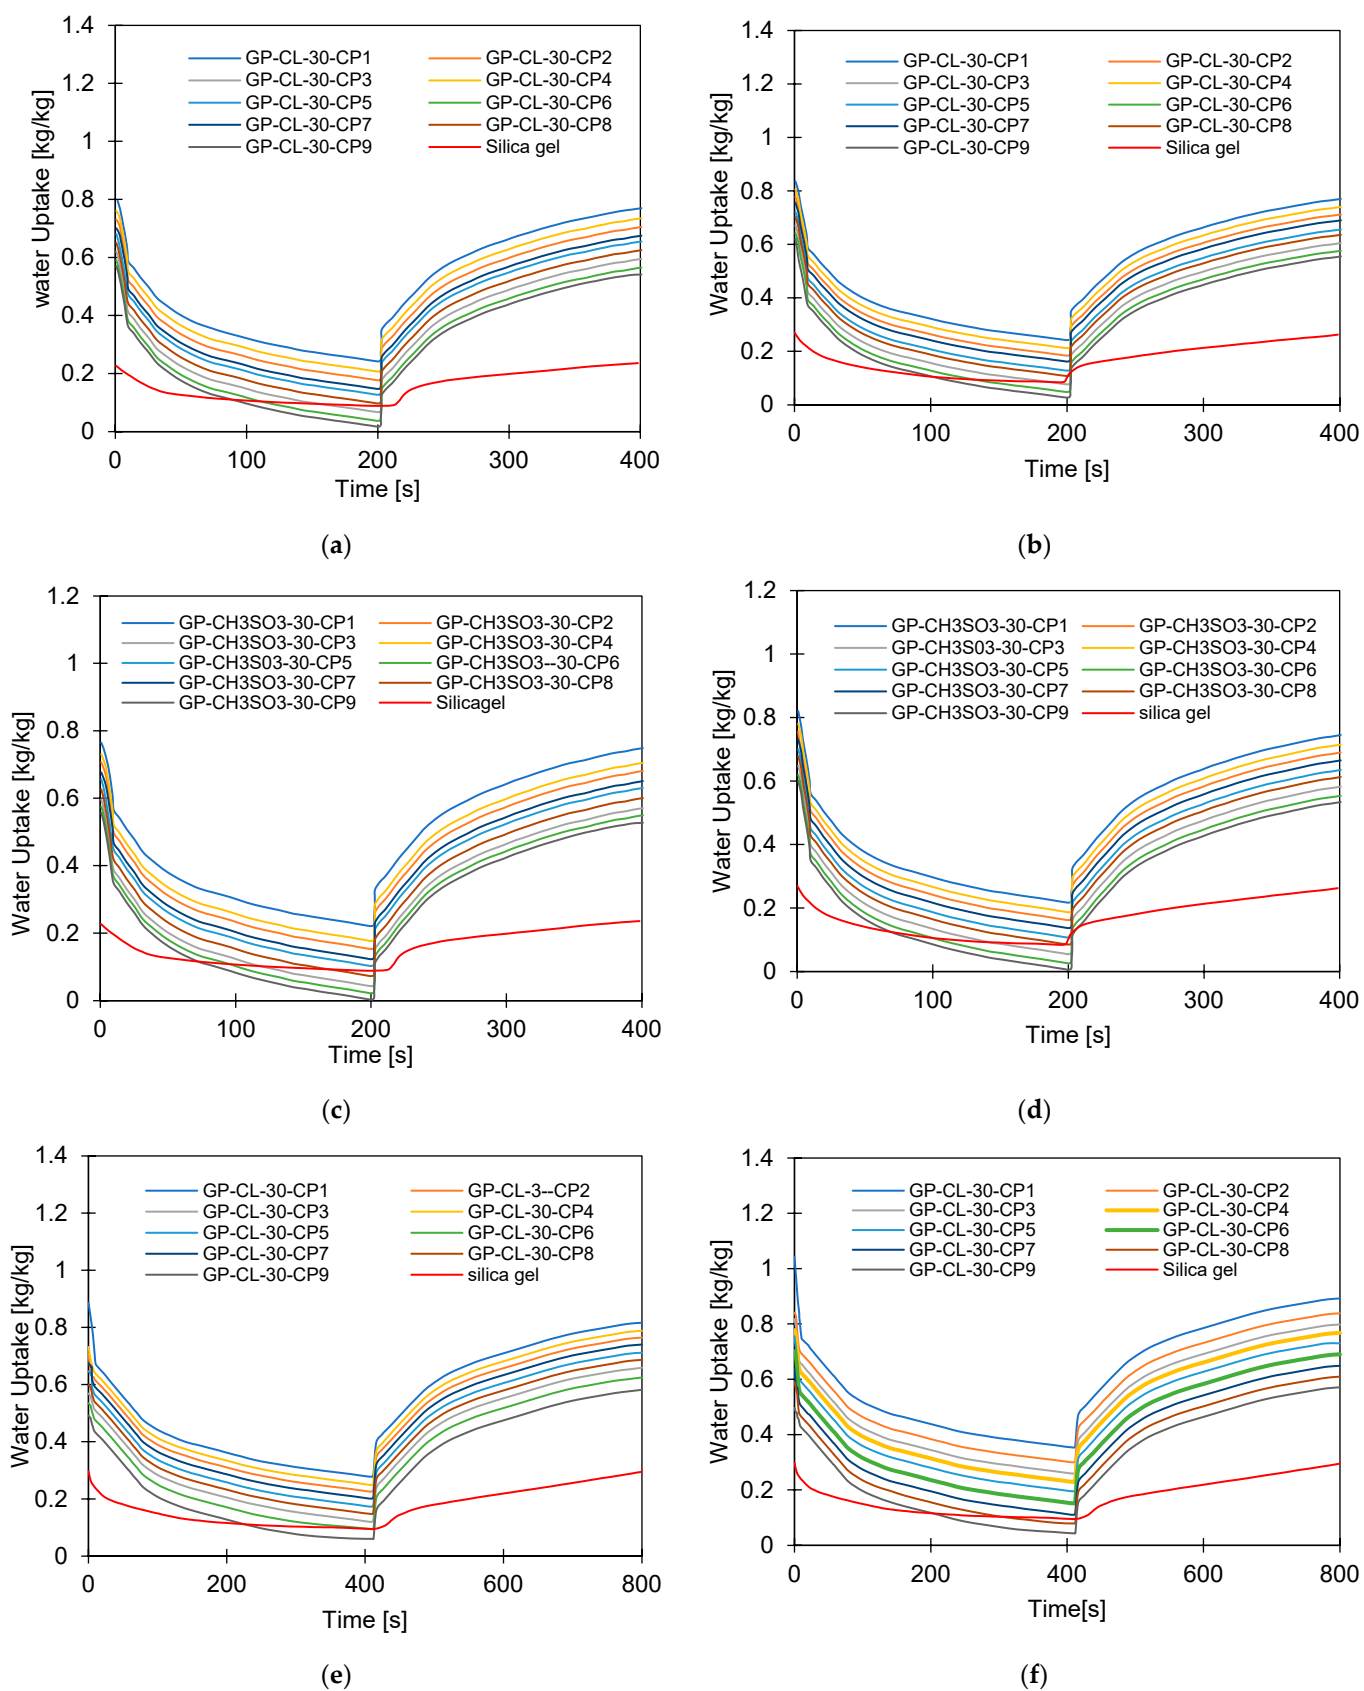 1.4
1.2
1
0.8
0.6
0.4
0.2
0
water Uptake [kg/kg]
GP-CL-30-CP1 GP-CL-30-CP2
GP-CL-30-CP3 GP-CL-30-CP4
GP-CL-30-CP5 GP-CL-30-CP6
GP-CL-30-CP7 GP-CL-30-CP8
GP-CL-30-CP9 Silica gel
0 100 200 300 400
Time [s]
(a)
1.4
1.2
1
0.8
0.6
0.4
0.2
0
Water Uptake [kg/kg]
GP-CL-30-CP1 GP-CL-30-CP2
GP-CL-30-CP3 GP-CL-30-CP4
GP-CL-30-CP5 GP-CL-30-CP6
GP-CL-30-CP7 GP-CL-30-CP8
GP-CL-30-CP9 Silica gel
0 100 200 300 400
Time [s]
(b)
1.2
1
0.8
0.6
0.4
0.2
0
Water Uptake [kg/kg]
GP-CH3SO3-30-CP1 GP-CH3SO3-30-CP2
GP-CH3SO3-30-CP3 GP-CH3SO3-30-CP4
GP-CH3S03-30-CP5 GP-CH3SO3--30-CP6
GP-CH3SO3-30-CP7 GP-CH3SO3-30-CP8
GP-CH3SO3-30-CP9 Silicagel
0 100 200 300 400
Time [s]
(c)
1.2
1
0.8
0.6
0.4
0.2
0
Water Uptake [kg/kg]
GP-CH3SO3-30-CP1 GP-CH3SO3-30-CP2
GP-CH3S03-30-CP3 GP-CH3SO3-30-CP4
GP-CH3SO3-30-CP5 GP-CH3SO3-30-CP6
GP-CH3SO3-30-CP7 GP-CH3SO3-30-CP8
GP-CH3SO3-30-CP9 silica gel
0 100 200 300 400
Time [s]
(d)
1.4
1.2
1
0.8
0.6
0.4
0.2
0
Water Uptake [kg/kg]
GP-CL-30-CP1 GP-CL-3--CP2
GP-CL-30-CP3 GP-CL-30-CP4
GP-CL-30-CP5 GP-CL-30-CP6
GP-CL-30-CP7 GP-CL-30-CP8
GP-CL-30-CP9 silica gel
0 200 400 600 800
Time [s]
(e)
1.4
1.2
1
0.8
0.6
0.4
0.2
0
Water Uptake [kg/kg]
GP-CL-30-CP1 GP-CL-30-CP2
GP-CL-30-CP3 GP-CL-30-CP4
GP-CL-30-CP5 GP-CL-30-CP6
GP-CL-30-CP7 GP-CL-30-CP8
GP-CL-30-CP9 Silica gel
0 200 400 600 800
Time[s]
(f)